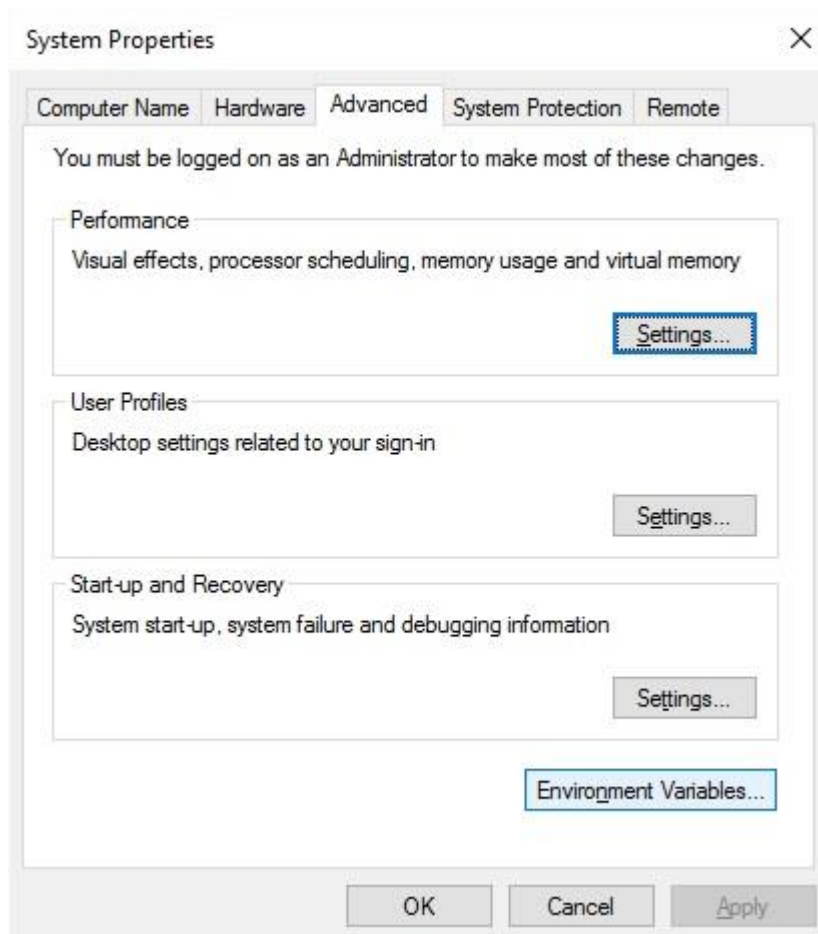 System Properties
Computer Name Hardware Advanced System Protection Remote
You must be logged on as an Administrator to make most of these changes.
Performance
Visual effects, processor scheduling, memory usage and virtual memory
Settings...
User Profiles
Desktop settings related to your sign-in
Settings...
Start-up and Recovery
System start-up, system failure and debugging information
Settings...
Environment Variables...
OK Cancel Apply